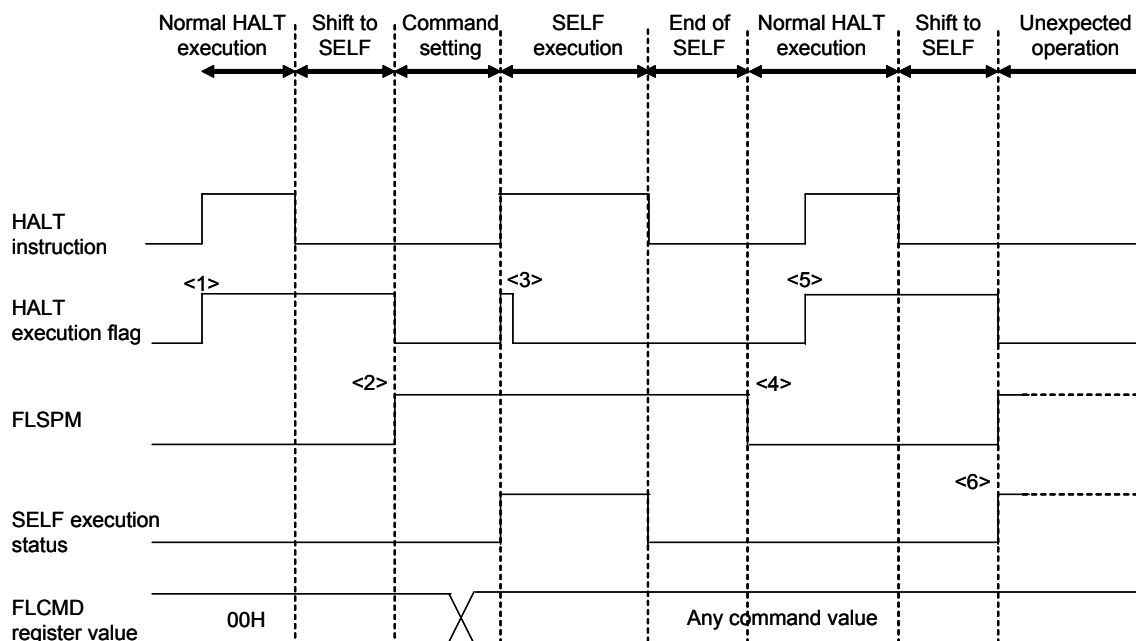 Normal HALT execution
Shift to SELF
Command setting
SELF execution
End of SELF
Normal HALT execution
Shift to SELF
Unexpected operation
HALT
instruction
<1>
<3>
<5>
HALT
execution flag
<2>
<4>
FLSPM
<6>
SELF execution
status
FLCMD
register value
00H
Any command value